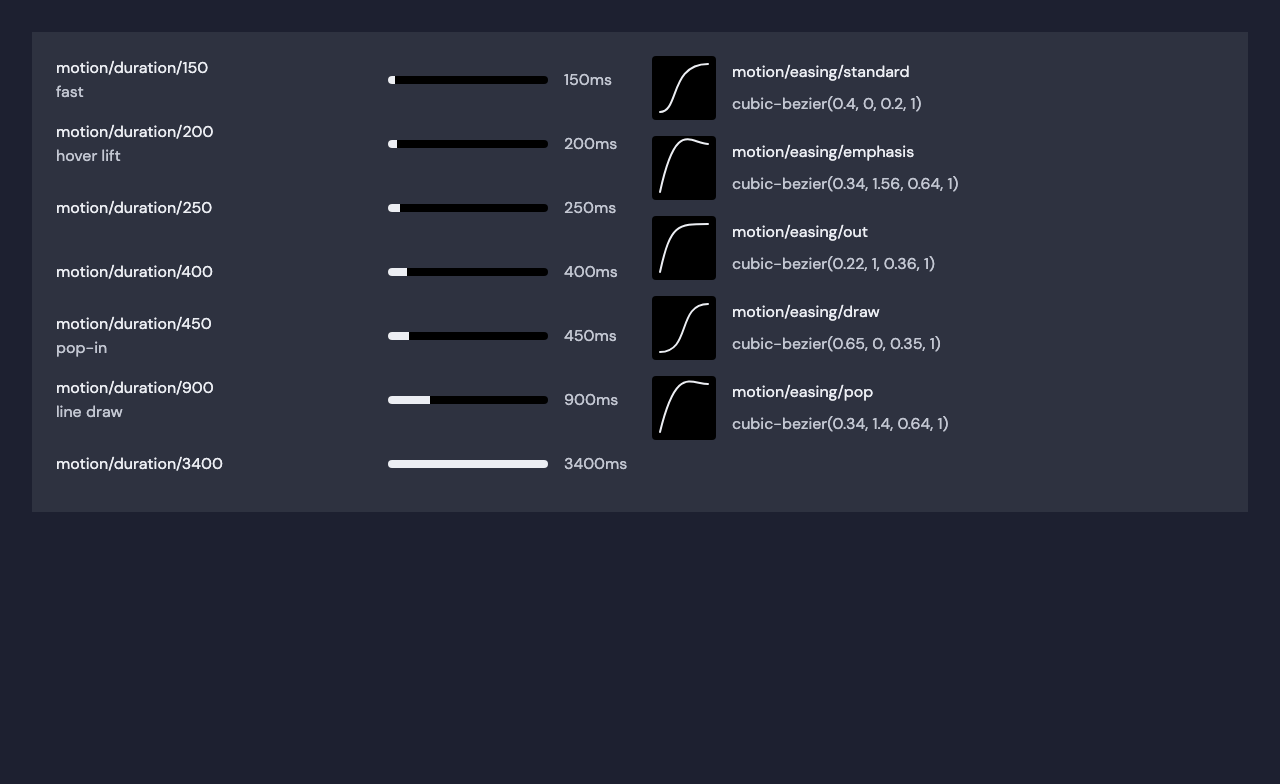 motion/duration/150
fast
150ms
motion/duration/200
hover lift
200ms
motion/duration/250
250ms
motion/duration/400
400ms
motion/duration/450
pop-in
450ms
motion/duration/900
line draw
900ms
motion/duration/3400
3400ms
motion/easing/standard
cubic-bezier(0.4, 0, 0.2, 1)
motion/easing/emphasis
cubic-bezier(0.34, 1.56, 0.64, 1)
motion/easing/out
cubic-bezier(0.22, 1, 0.36, 1)
motion/easing/draw
cubic-bezier(0.65, 0, 0.35, 1)
motion/easing/pop
cubic-bezier(0.34, 1.4, 0.64, 1)